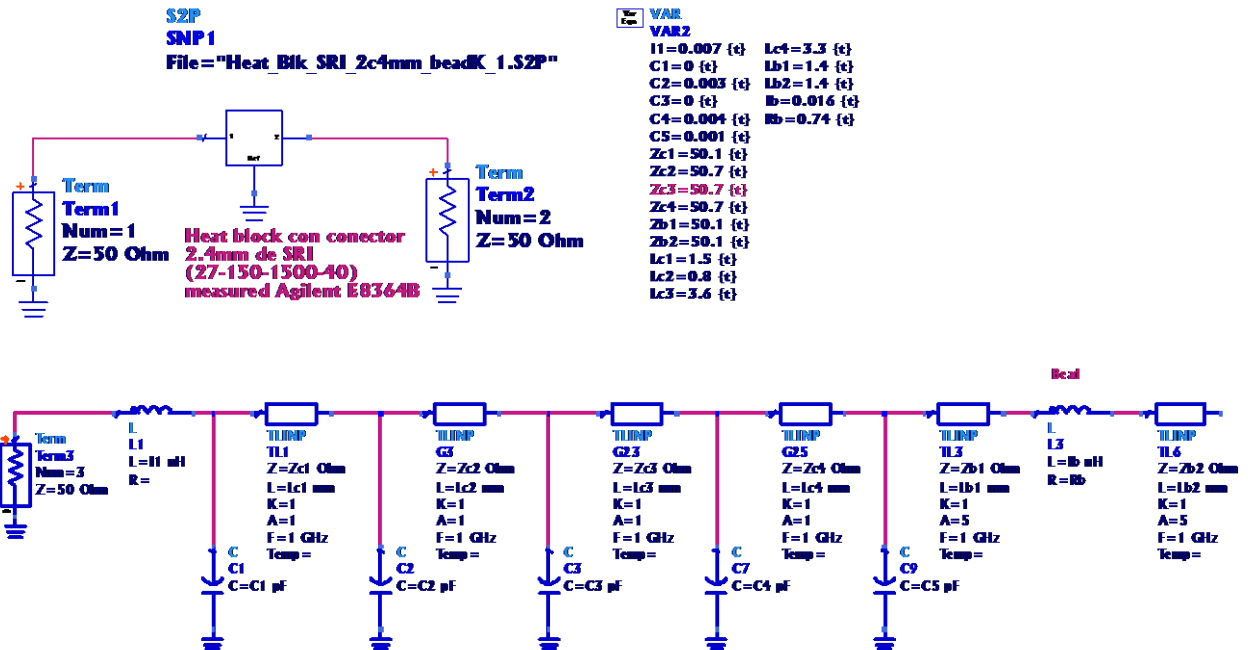 S2P
SNP1
File="Heat_Blk_SRI_2c4mm_beadK_1.S2P"
1
2
Ref
Term
Term1
Num=1
Z=50 Ohm
Term
Term2
Num=2
Z=50 Ohm
Heat block con conector
2.4mm de SRI
(27-150-1500-40)
measured Agilent E8364B
Var
Eqn
VAR
VAR2
l1=0.007 {t}
C1=0 {t}
C2=0.003 {t}
C3=0 {t}
C4=0.004 {t}
C5=0.001 {t}
Zc1=50.1 {t}
Zc2=50.7 {t}
Zc3=50.7 {t}
Zc4=50.7 {t}
Zb1=50.1 {t}
Zb2=50.1 {t}
Lc1=1.5 {t}
Lc2=0.8 {t}
Lc3=3.6 {t}
Lc4=3.3 {t}
Lb1=1.4 {t}
Lb2=1.4 {t}
lb=0.016 {t}
Rb=0.74 {t}
Term
Term3
Num=3
Z=50 Ohm
L
L1
L=l1 nH
R=
C
C1
C=C1 pF
TLINP
TL1
Z=Zc1 Ohm
L=Lc1 mm
K=1
A=1
F=1 GHz
Temp=
C
C2
C=C2 pF
TLINP
G3
Z=Zc2 Ohm
L=Lc2 mm
K=1
A=1
F=1 GHz
Temp=
C
C3
C=C3 pF
TLINP
G23
Z=Zc3 Ohm
L=Lc3 mm
K=1
A=1
F=1 GHz
Temp=
C
C7
C=C4 pF
TLINP
G25
Z=Zc4 Ohm
L=Lc4 mm
K=1
A=1
F=1 GHz
Temp=
C
C9
C=C5 pF
TLINP
TL3
Z=Zb1 Ohm
L=Lb1 mm
K=1
A=5
F=1 GHz
Temp=
L
L3
L=lb nH
R=Rb
TLINP
TL6
Z=Zb2 Ohm
L=Lb2 mm
K=1
A=5
F=1 GHz
Temp=